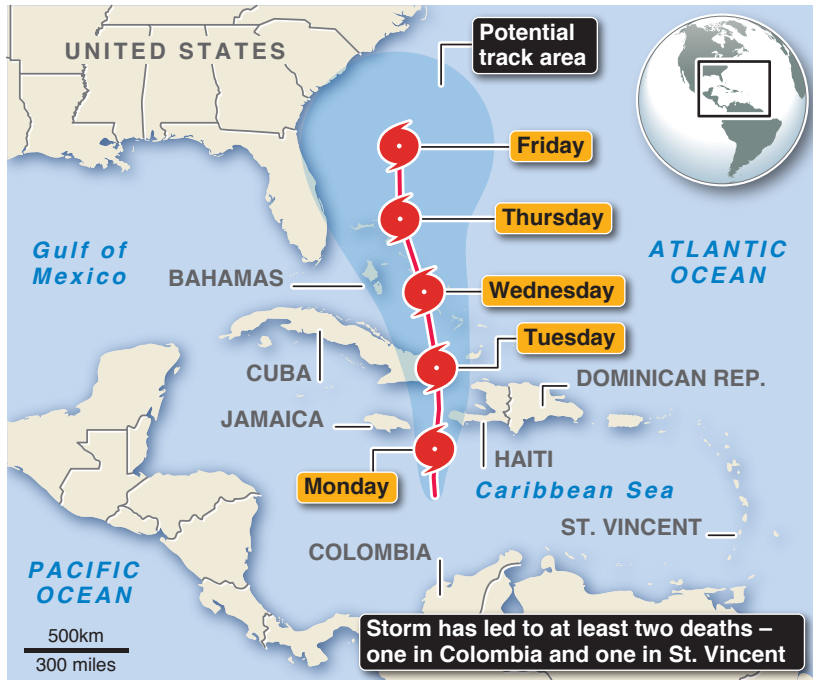 UNITED STATES
Potential
track area
Friday
Thursday
Gulf of
Mexico
ATLANTIC
OCEAN
BAHAMAS
Wednesday
Tuesday
CUBA
DOMINICAN REP.
JAMAICA
HAITI
Monday
Caribbean Sea
ST. VINCENT
COLOMBIA
PACIFIC
OCEAN
500km
300 miles
Storm has led to at least two deaths –
one in Colombia and one in St. Vincent